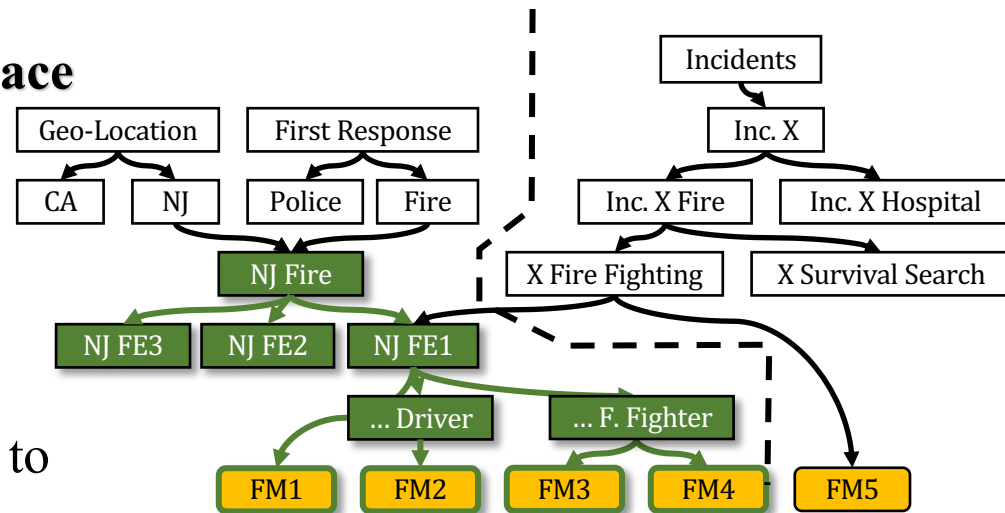 ace
Incidents
Geo-Location
First Response
Inc. X
CA
NJ
Police
Fire
Inc. X Fire
Inc. X Hospital
NJ Fire
X Fire Fighting
X Survival Search
NJ FE3
NJ FE2
NJ FE1
... Driver
... F. Fighter
to
FM1
FM2
FM3
FM4
FM5